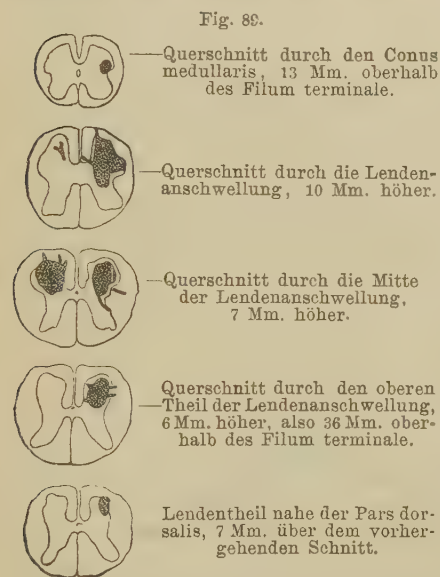 Fig. 89.
Querschnitt durch den Conus
medullaris, 13 Mm. oberhalb
des Filum terminale.
Querschnitt durch die Lenden-
anschwellung, 10 Mm. höher.
Querschnitt durch die Mitte
der Lendenanschwellung,
7 Mm. höher.
Querschnitt durch den oberen
Theil der Lendenanschwellung,
6 Mm. höher, also 36 Mm. ober-
halb des Filum terminale.
Lendentheil nahe der Pars dor-
salis, 7 Mm. über dem vorher-
gehenden Schnitt.